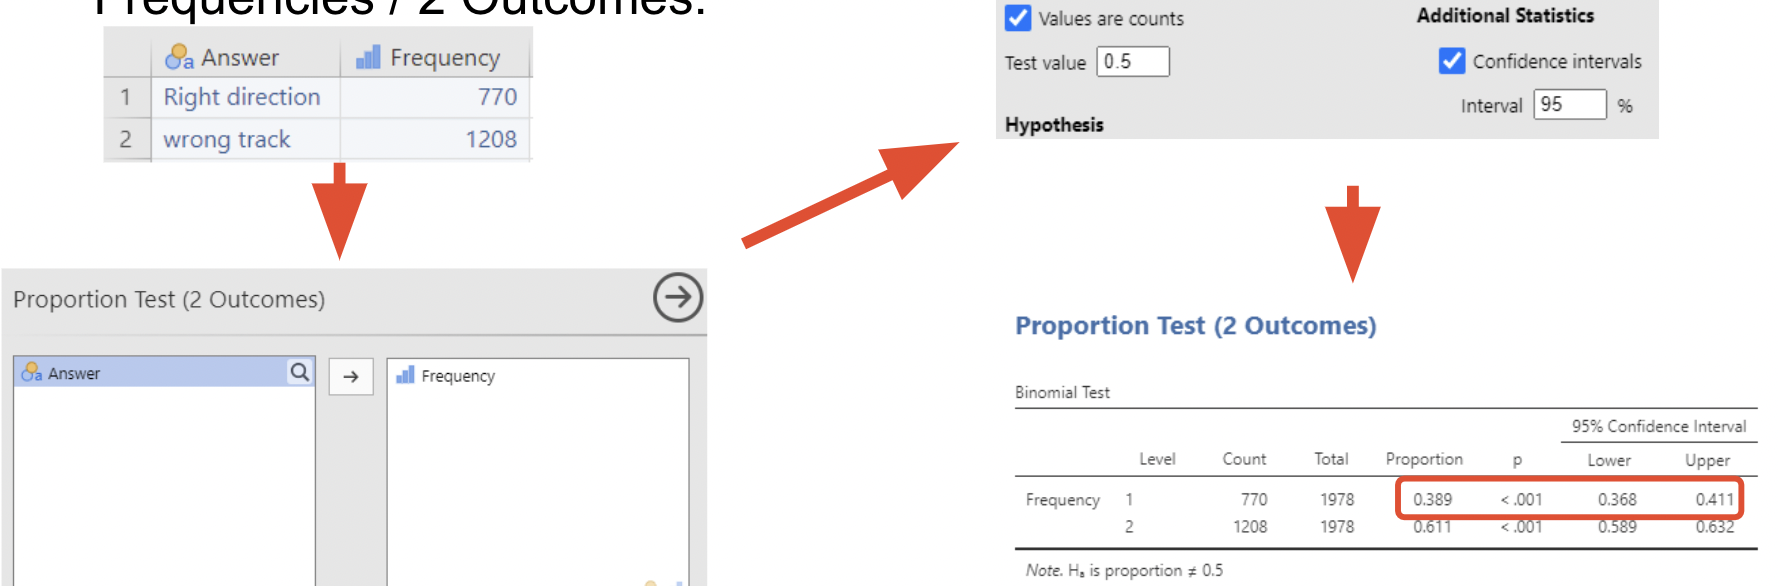 Frequencies / 2 Outcomes.
Answer Frequency
1 Right direction 770
2 wrong track 1208
Proportion Test (2 Outcomes)
Answer
Frequency
Values are counts
Test value 0.5
Hypothesis
Additional Statistics
Confidence intervals
Interval 95 %
Proportion Test (2 Outcomes)
Binomial Test
95% Confidence Interval
Level Count Total Proportion p Lower Upper
Frequency 1 770 1978 0.389 < .001 0.368 0.411
2 1208 1978 0.611 < .001 0.589 0.632
Note. Hₐ is proportion ≠ 0.5